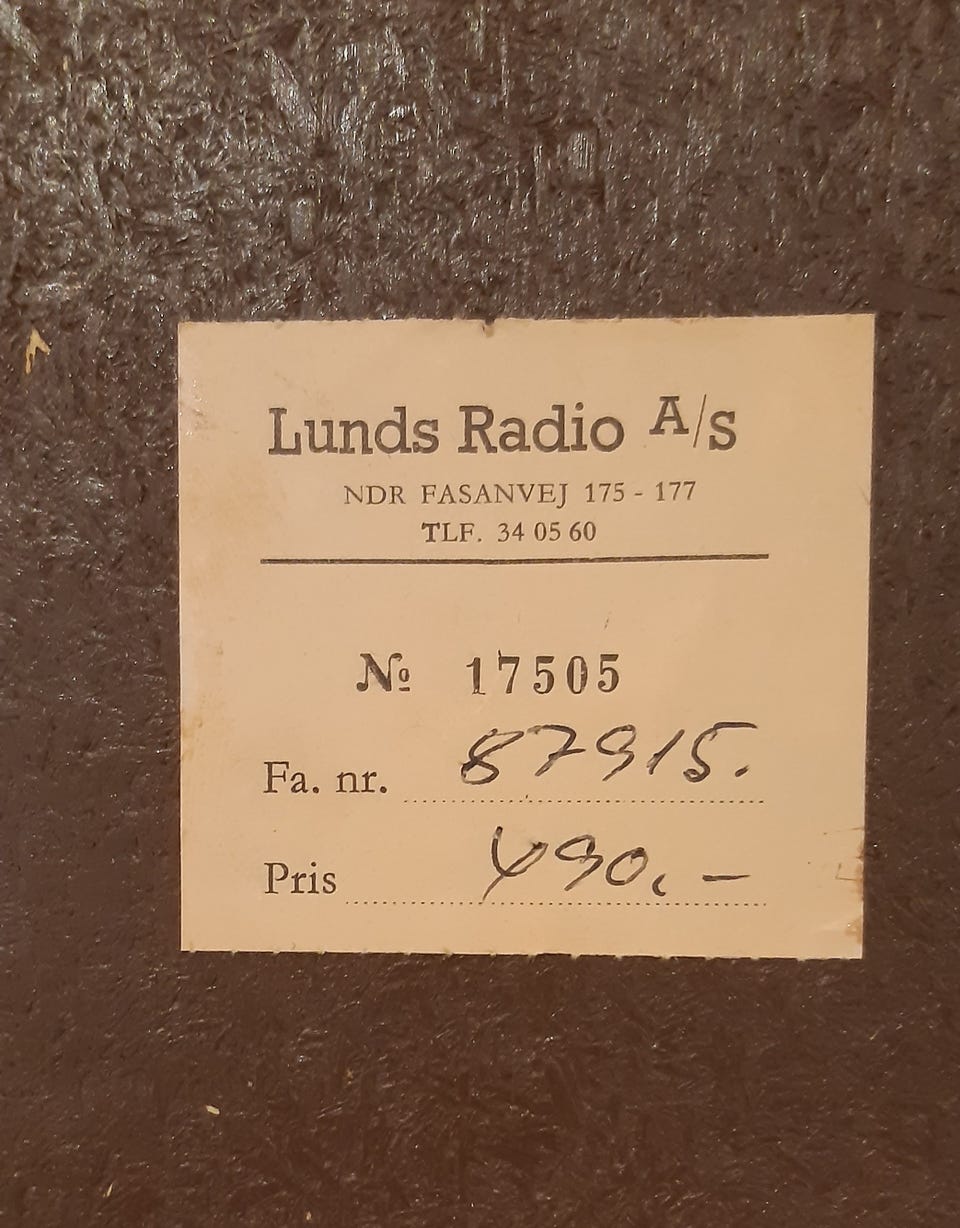 Lunds Radio A/s
NDR FASANVEJ 175 - 177
TLF. 34 05 60
№ 17505
Fa. nr. 87915.
Pris 490,-